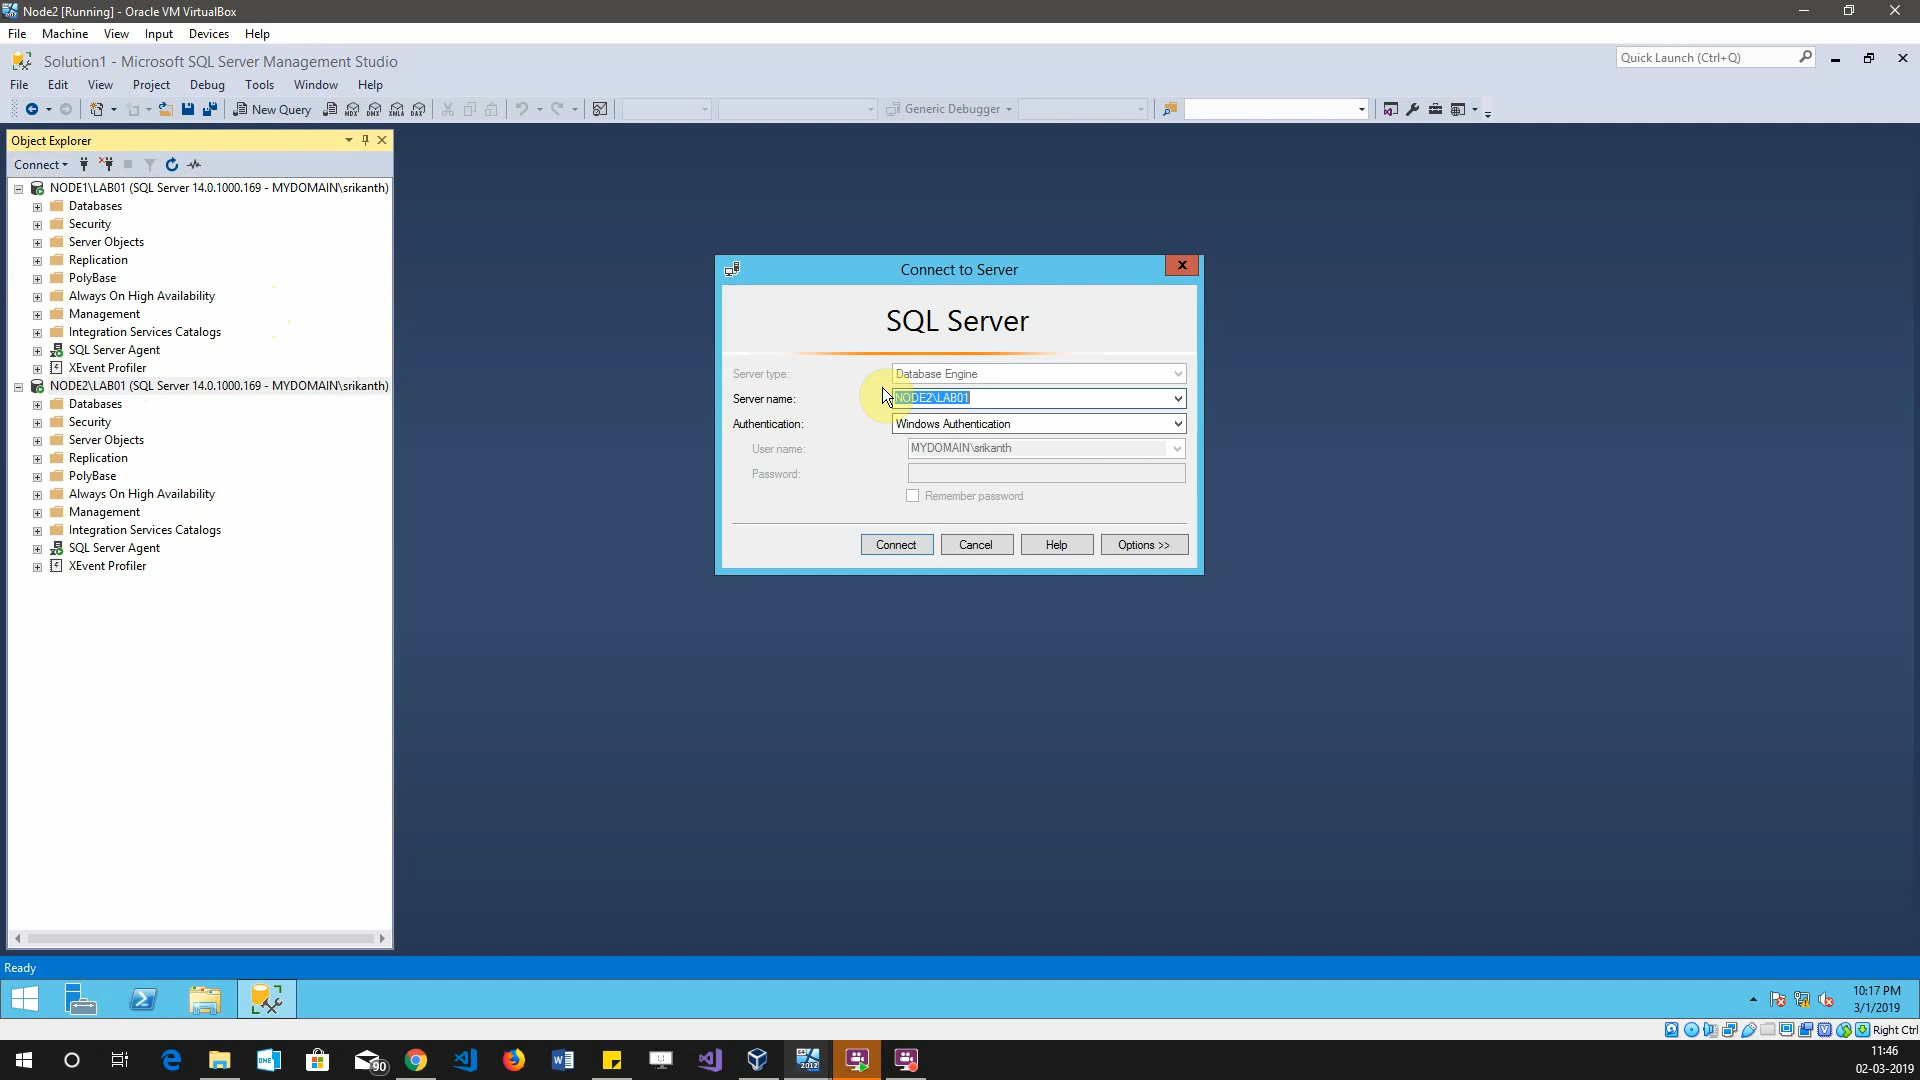 Node2 [Running] - Oracle VM VirtualBox
File Machine View Input Devices Help
Solution1 - Microsoft SQL Server Management Studio
Quick Launch (Ctrl+Q)
File Edit View Project Debug Tools Window Help
New Query
MDX DMX XMLA DAX
Generic Debugger
Object Explorer
Connect
NODE1\LAB01 (SQL Server 14.0.1000.169 - MYDOMAIN\srikanth)
Databases
Security
Server Objects
Replication
PolyBase
Always On High Availability
Management
Integration Services Catalogs
SQL Server Agent
XEvent Profiler
NODE2\LAB01 (SQL Server 14.0.1000.169 - MYDOMAIN\srikanth)
Databases
Security
Server Objects
Replication
PolyBase
Always On High Availability
Management
Integration Services Catalogs
SQL Server Agent
XEvent Profiler
Connect to Server
SQL Server
Server type: Database Engine
Server name: NODE2\LAB01
Authentication: Windows Authentication
User name: MYDOMAIN\srikanth
Password:
Remember password
Connect Cancel Help Options >>
Ready
10:17 PM
3/1/2019
Right Ctrl
90
2012
11:46
02-03-2019